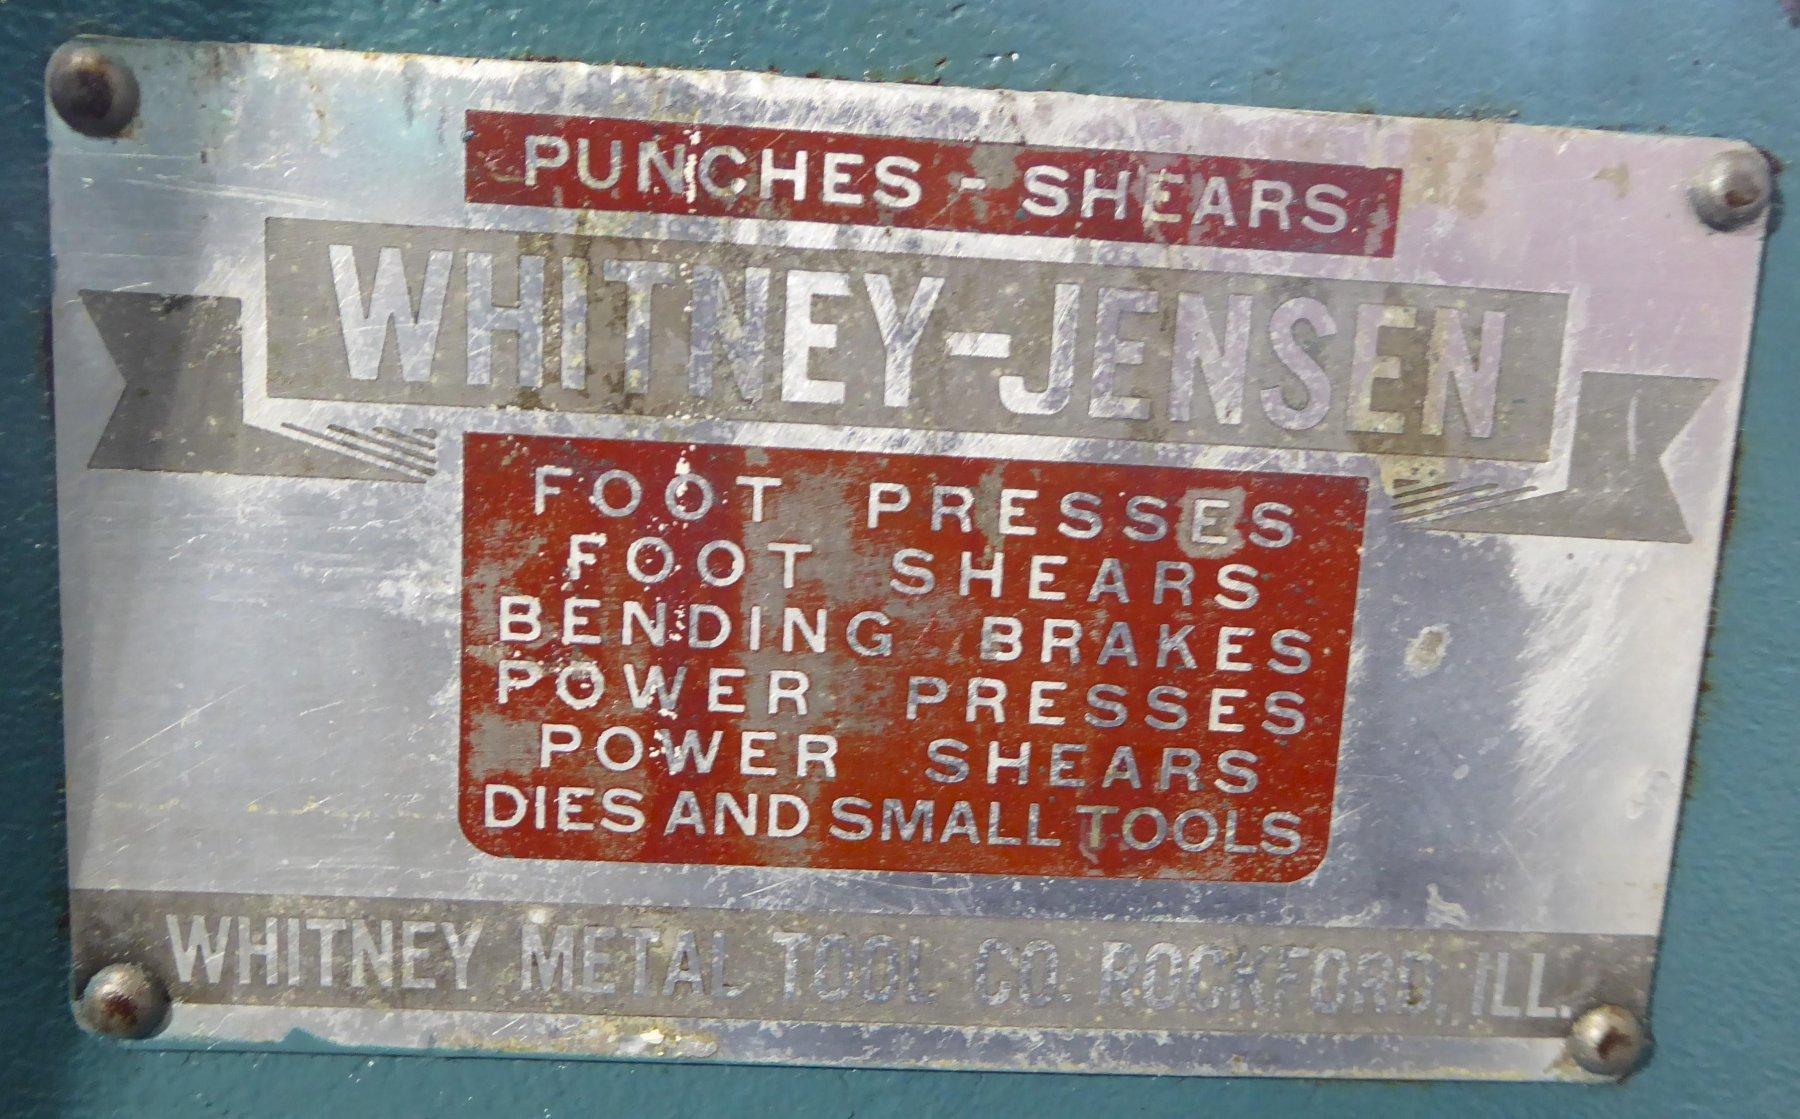 PUNCHES - SHEARS
WHITNEY-JENSEN
FOOT PRESSES
FOOT SHEARS
BENDING BRAKES
POWER PRESSES
POWER SHEARS
DIES AND SMALL TOOLS
WHITNEY METAL TOOL CO. ROCKFORD, ILL.